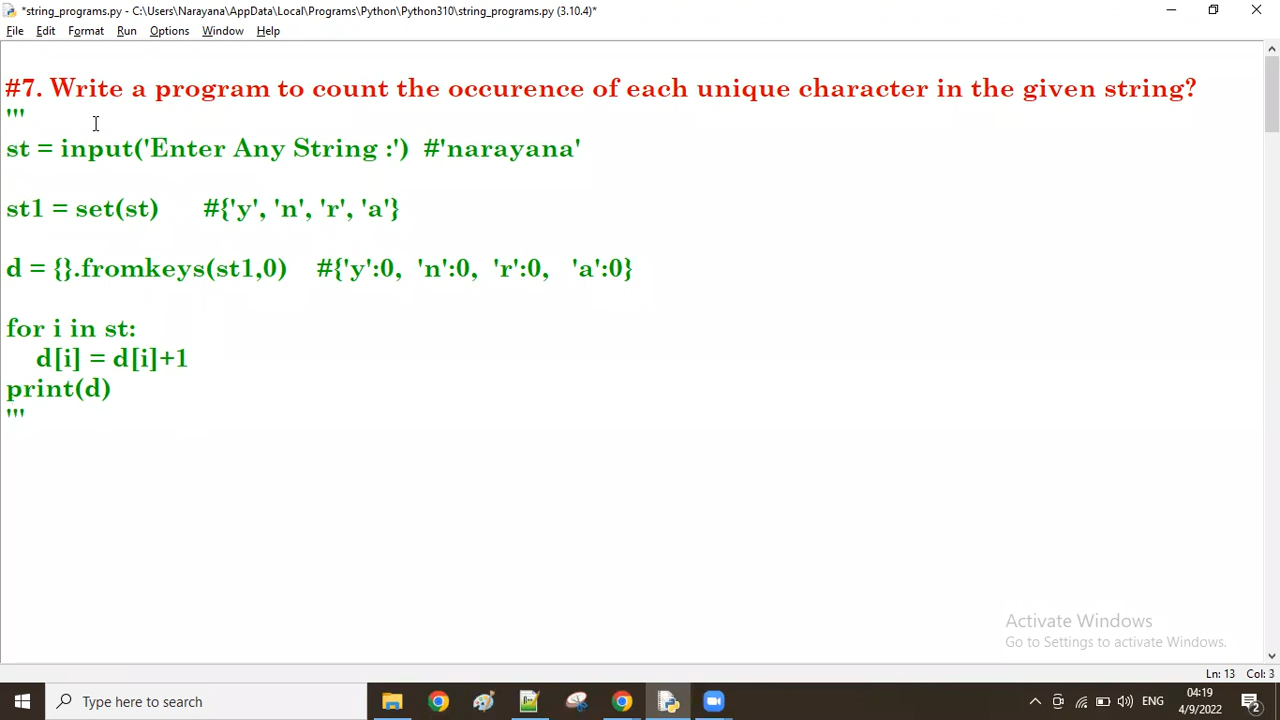 *string_programs.py - C:\Users\Narayana\AppData\Local\Programs\Python\Python310\string_programs.py (3.10.4)*
File Edit Format Run Options Window Help
#7. Write a program to count the occurence of each unique character in the given string?
'''
st = input('Enter Any String :')  #'narayana'
st1 = set(st)      #{'y', 'n', 'r', 'a'}
d = {}.fromkeys(st1,0)    #{'y':0,  'n':0,  'r':0,   'a':0}
for i in st:
    d[i] = d[i]+1
print(d)
'''
Activate Windows
Go to Settings to activate Windows.
Ln: 13 Col: 3
Type here to search
ENG
04:19
4/9/2022
2